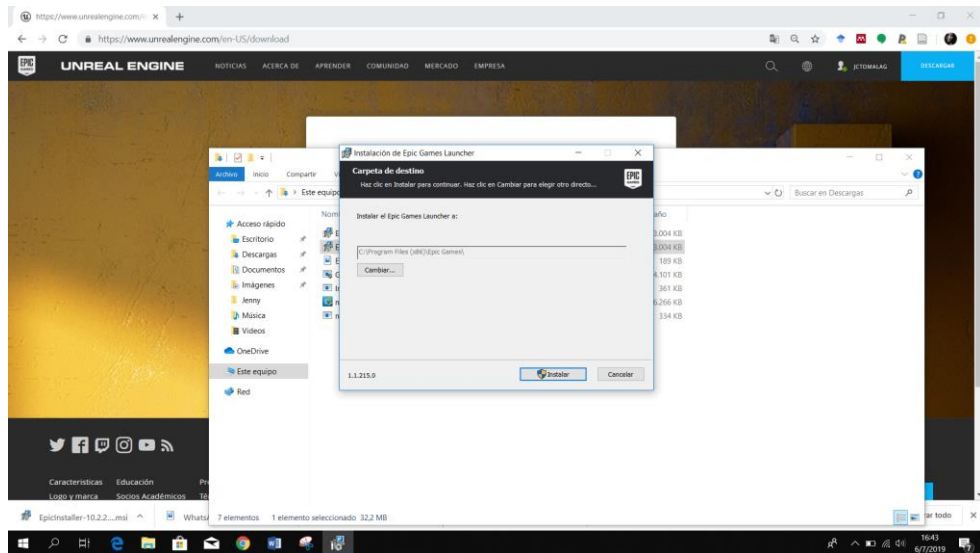 https://www.unrealengine.com/
https://www.unrealengine.com/en-US/download
EPIC GAMES
UNREAL ENGINE
NOTICIAS ACERCA DE APRENDER COMUNIDAD MERCADO EMPRESA
JCTOMALAG
DESCARGAR
Instalación de Epic Games Launcher
Carpeta de destino
Haz clic en Instalar para continuar. Haz clic en Cambiar para elegir otro directo...
EPIC GAMES
Archivo Inicio Compartir
Este equipo
Buscar en Descargas
Instalar el Epic Games Launcher a:
C:\Program Files (x86)\Epic Games\
Cambiar...
Acceso rápido
Escritorio
Descargas
Documentos
Imágenes
Jenny
Música
Videos
OneDrive
Este equipo
Red
3.004 KB
3.004 KB
189 KB
4.101 KB
361 KB
6.266 KB
334 KB
1.1.215.0
Instalar
Cancelar
Características Educación
Logo y marca Socios Académicos
7 elementos 1 elemento seleccionado 32,2 MB
EpicInstaller-10.2.2....msi
Whats
ar todo
16:43
6/7/2019